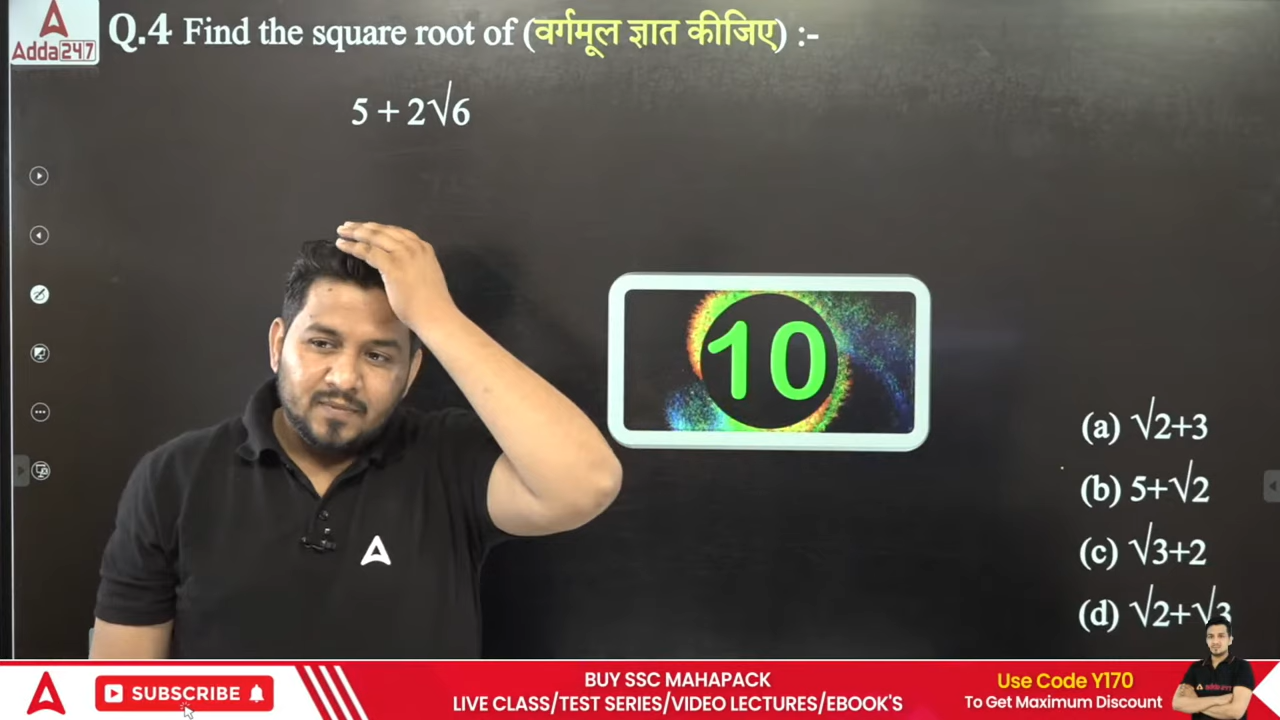 Adda247
Q.4 Find the square root of (वर्गमूल ज्ञात कीजिए) :-
5 + 2√6
10
(a) √2+3
(b) 5+√2
(c) √3+2
(d) √2+√3
SUBSCRIBE
BUY SSC MAHAPACK
LIVE CLASS/TEST SERIES/VIDEO LECTURES/EBOOK'S
Use Code Y170
To Get Maximum Discount